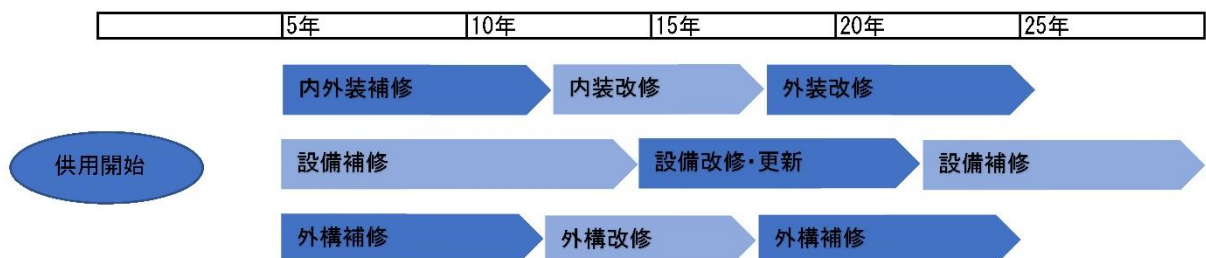 5年 10年 15年 20年 25年
内外装補修 内装改修 外装改修
供用開始 設備補修 設備改修・更新 設備補修
外構補修 外構改修 外構補修